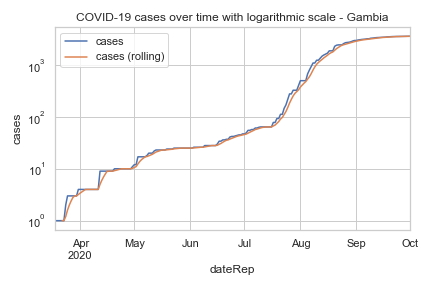 COVID-19 cases over time with logarithmic scale - Gambia
cases
cases (rolling)
10³
10²
10¹
10⁰
cases
Apr
2020
May
Jun
Jul
Aug
Sep
Oct
dateRep